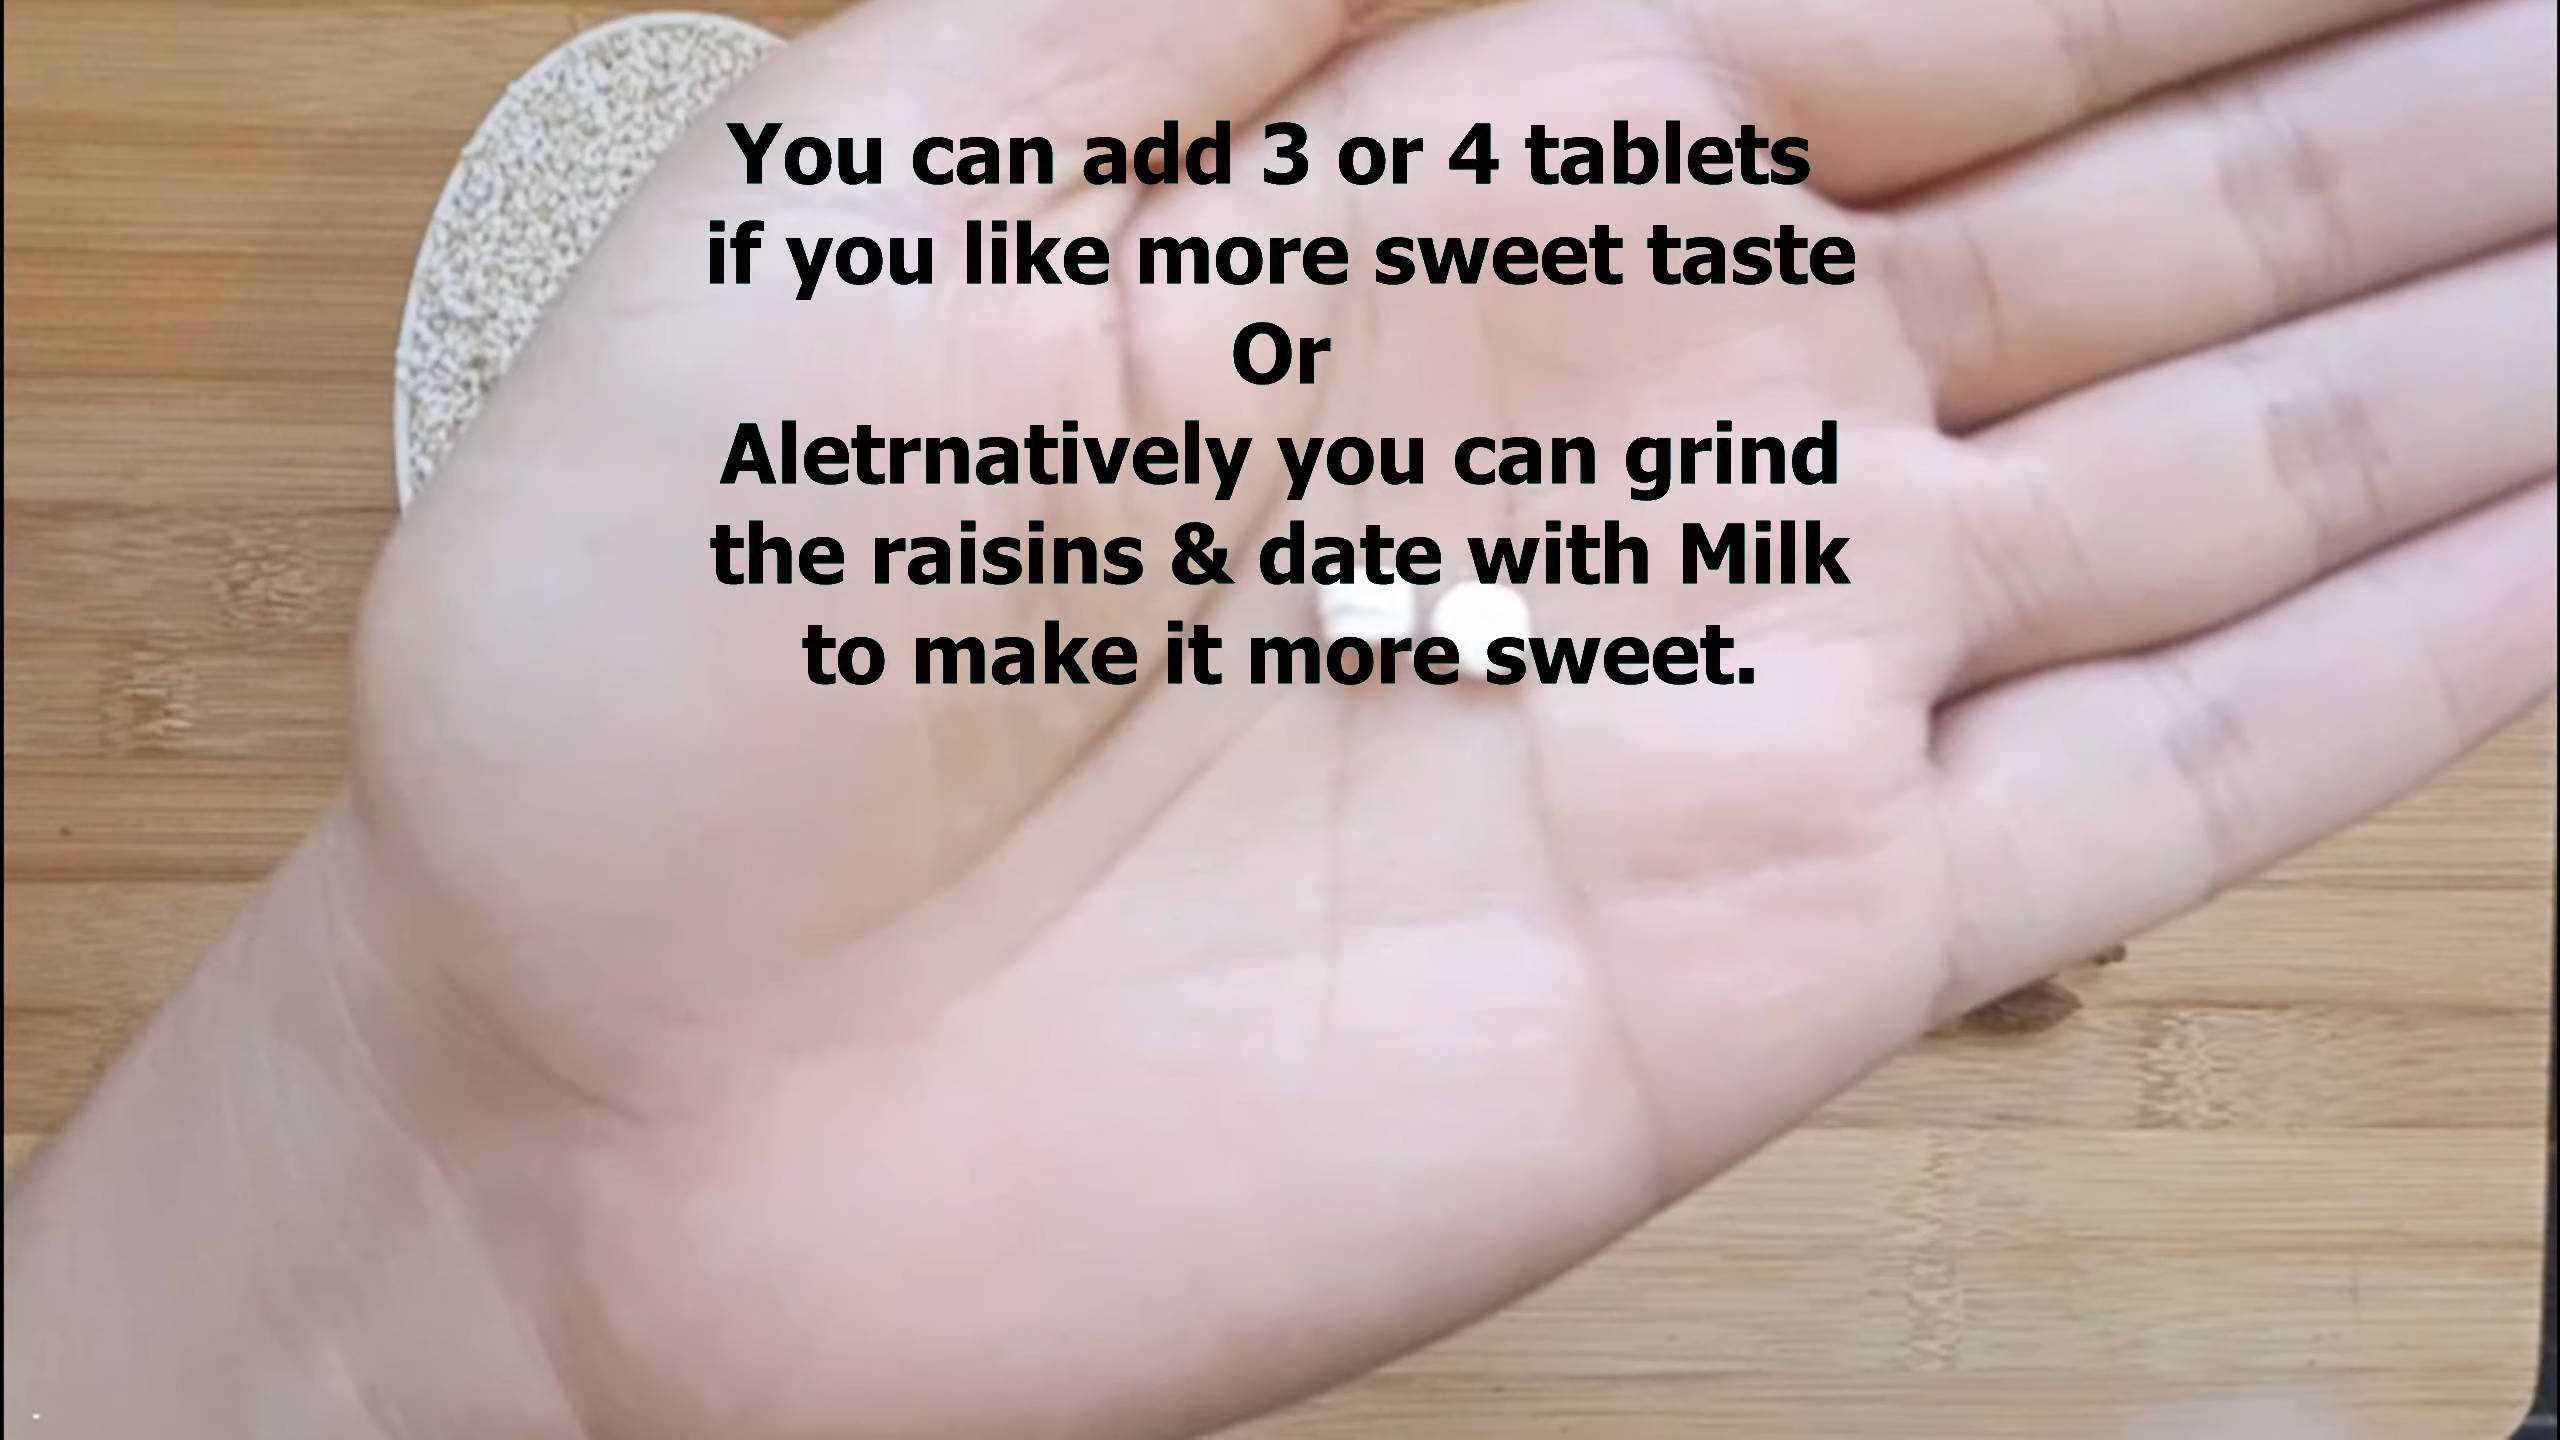 You can add 3 or 4 tablets
if you like more sweet taste
Or
Aletrnatively you can grind
the raisins & date with Milk
to make it more sweet.